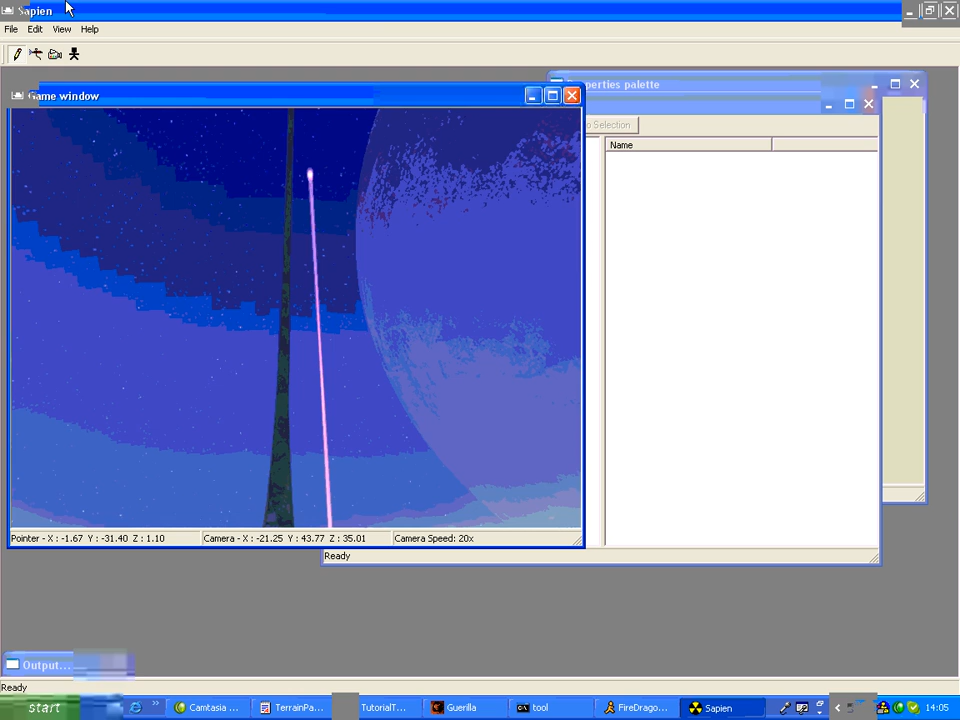 Sapien
File Edit View Help
Game window
Properties palette
o Selection
Name
Pointer - X : -1.67 Y : -31.40 Z : 1.10
Camera - X : -21.25 Y : 43.77 Z : 35.01
Camera Speed: 20x
Ready
Output...
Ready
start
Camtasia ...
TerrainPa...
TutorialT...
Guerilla
tool
FireDrago...
Sapien
14:05